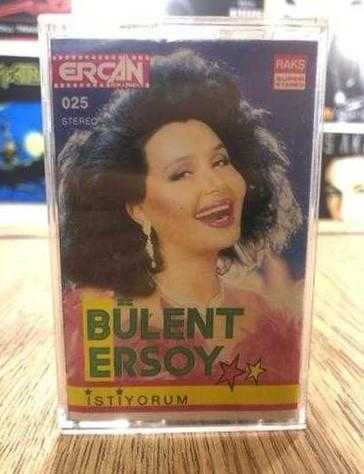 ERCAN
RAKS
025
STEREO
BÜLENT
ERSOY
İSTİYORUM